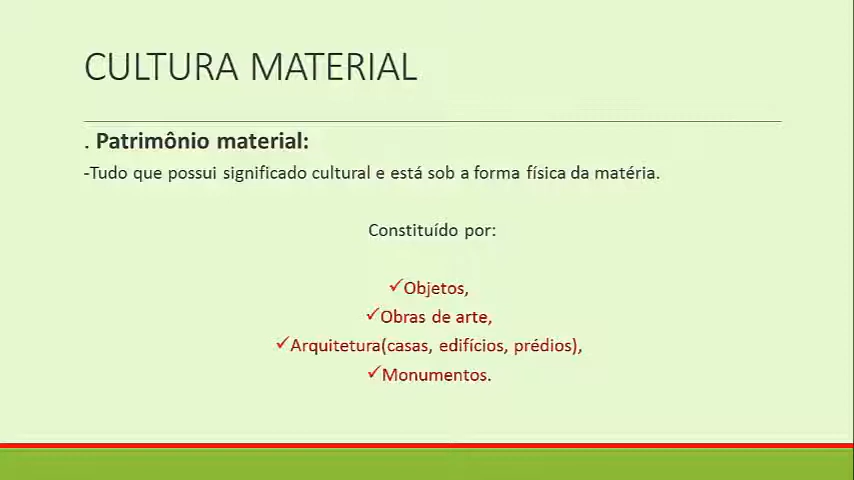 CULTURA MATERIAL
. Patrimônio material:
-Tudo que possui significado cultural e está sob a forma física da matéria.
Constituído por:
✓Objetos,
✓Obras de arte,
✓Arquitetura(casas, edifícios, prédios),
✓Monumentos.